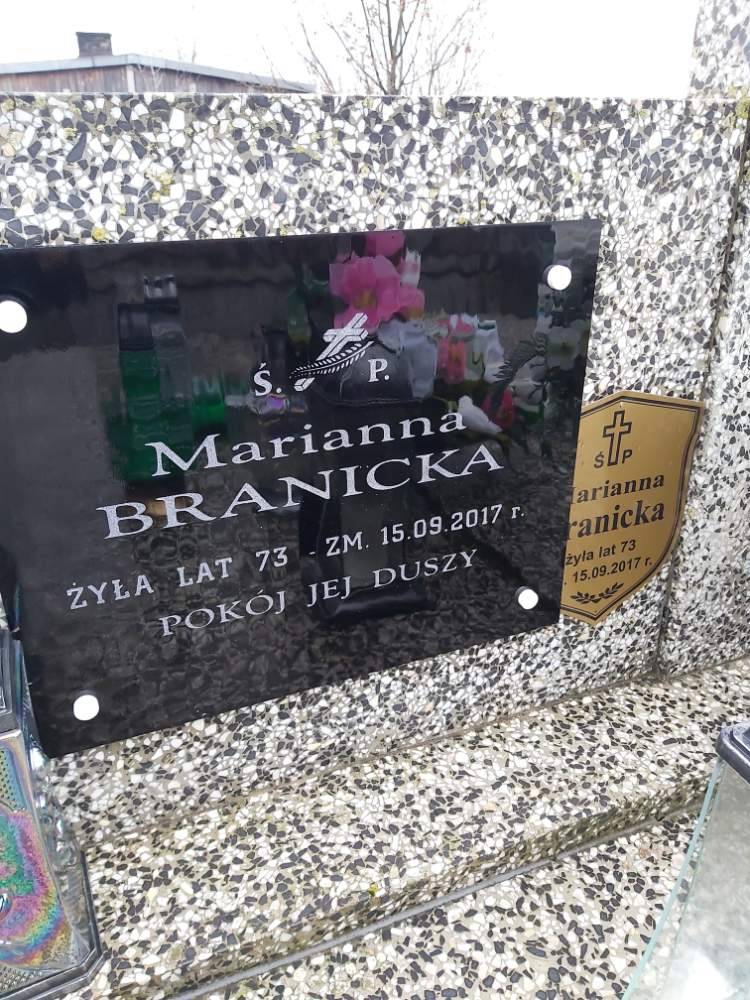 Ś. P.
Marianna
BRANICKA
ŻYŁA LAT 73 - ZM. 15.09.2017 r.
POKÓJ JEJ DUSZY
Ś P
arianna
ranicka
żyła lat 73
. 15.09.2017 r.